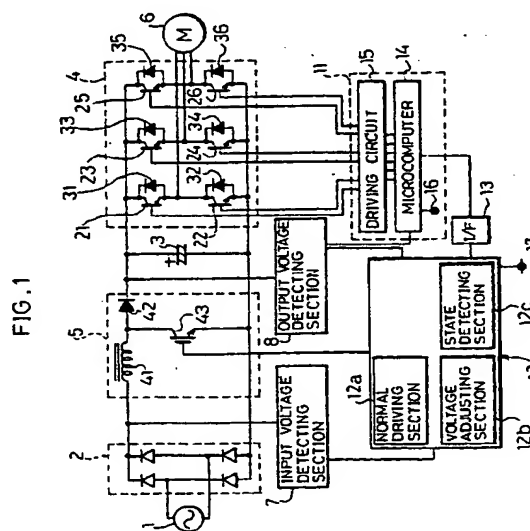 FIG.1
1
2
5
41
42
43
3
4
21
31
23
33
25
35
22
32
24
34
26
36
6
M
7
INPUT VOLTAGE
DETECTING
SECTION
8
OUTPUT VOLTAGE
DETECTING
SECTION
11
DRIVING CIRCUIT
15
MICROCOMPUTER
14
16
I/F
13
12a
NORMAL
DRIVING
SECTION
VOLTAGE
ADJUSTING
SECTION
12b
STATE
DETECTING
SECTION
12c
12